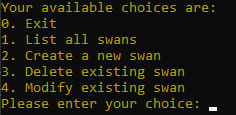 Your available choices are:
0. Exit
1. List all swans
2. Create a new swan
3. Delete existing swan
4. Modify existing swan
Please enter your choice: